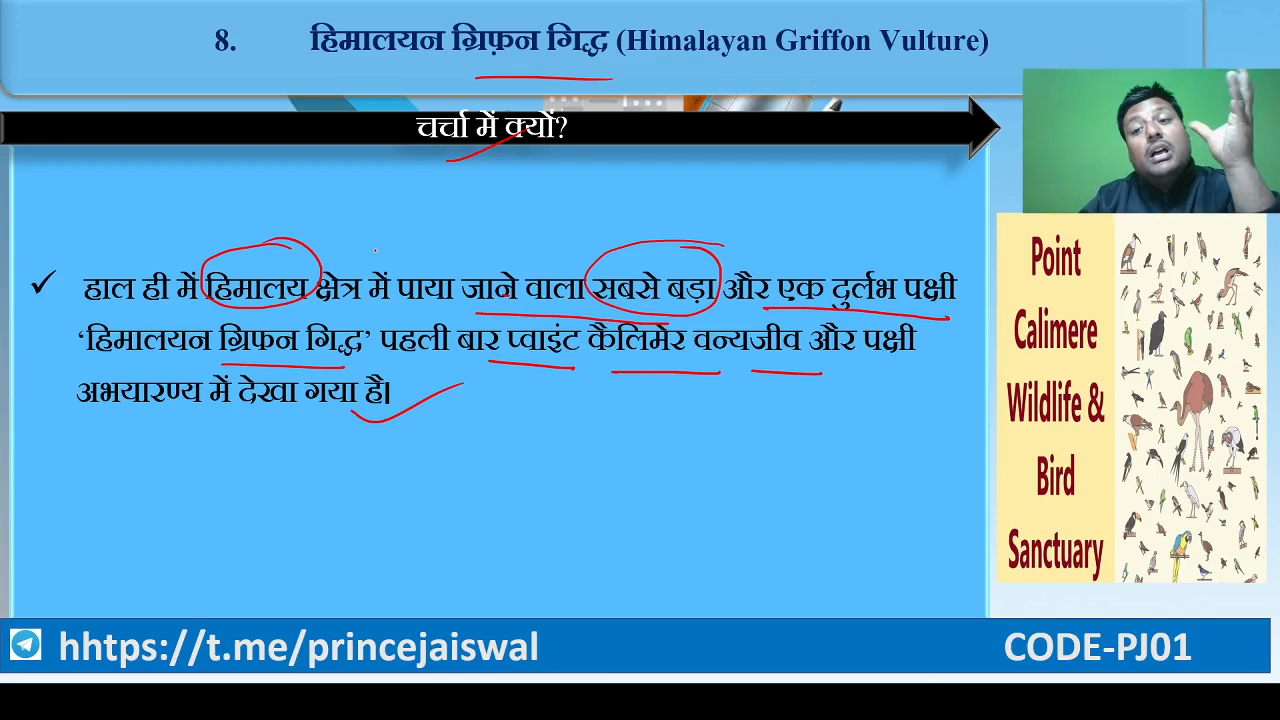 8. हिमालयन ग्रिफ़न गिद्ध (Himalayan Griffon Vulture)
चर्चा में क्यों?
✓ हाल ही में हिमालय क्षेत्र में पाया जाने वाला सबसे बड़ा और एक दुर्लभ पक्षी
‘हिमालयन ग्रिफन गिद्ध’ पहली बार प्वाइंट कैलिमेर वन्यजीव और पक्षी
अभयारण्य में देखा गया है।
Point
Calimere
Wildlife &
Bird
Sanctuary
hhtps://t.me/princejaiswal
CODE-PJ01